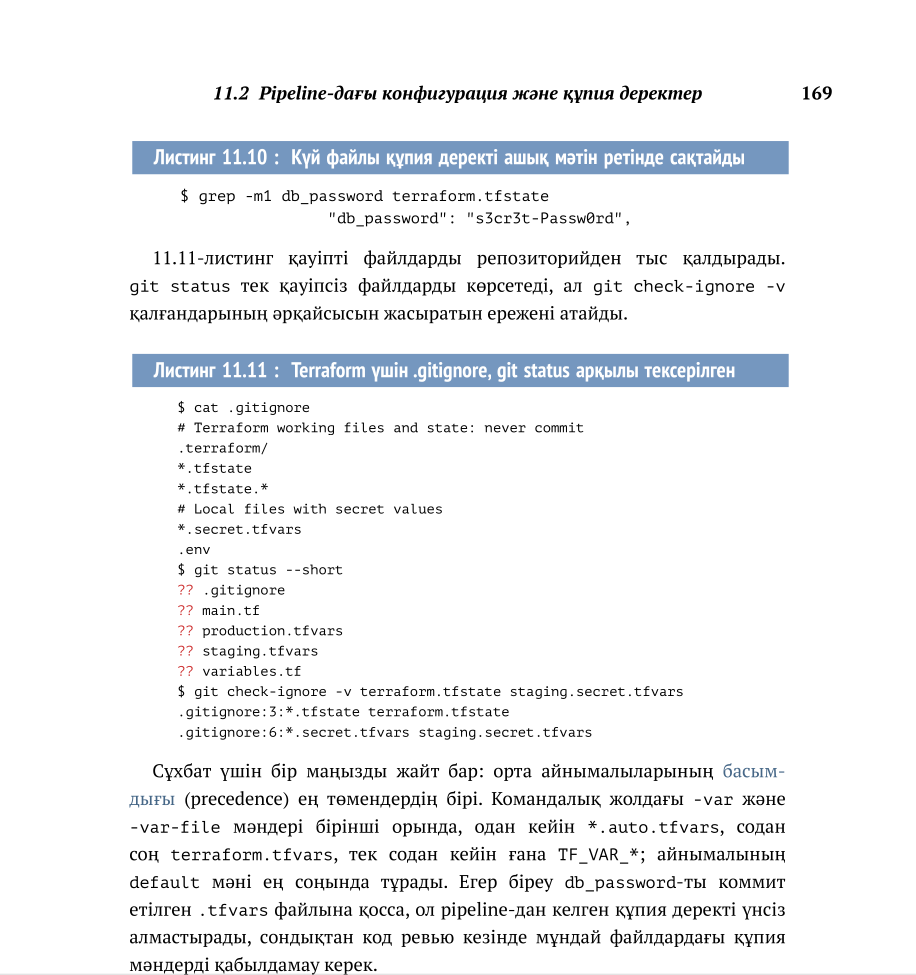 11.2 Pipeline-дағы конфигурация және құпия деректер 169
Листинг 11.10 : Күй файлы құпия деректі ашық мәтін ретінде сақтайды
$ grep -m1 db_password terraform.tfstate
"db_password": "s3cr3t-Passw0rd",
11.11-листинг қауіпті файлдарды репозиторийден тыс қалдырады.
git status тек қауіпсіз файлдарды көрсетеді, ал git check-ignore -v
қалғандарының әрқайсысын жасыратын ережені атайды.
Листинг 11.11 : Terraform үшін .gitignore, git status арқылы тексерілген
$ cat .gitignore
# Terraform working files and state: never commit
.terraform/
*.tfstate
*.tfstate.*
# Local files with secret values
*.secret.tfvars
.env
$ git status --short
?? .gitignore
?? main.tf
?? production.tfvars
?? staging.tfvars
?? variables.tf
$ git check-ignore -v terraform.tfstate staging.secret.tfvars
.gitignore:3:*.tfstate terraform.tfstate
.gitignore:6:*.secret.tfvars staging.secret.tfvars
Сұхбат үшін бір маңызды жайт бар: орта айнымалыларының басым-
дығы (precedence) ең төмендердің бірі. Командалық жолдағы -var және
-var-file мәндері бірінші орында, одан кейін *.auto.tfvars, содан
соң terraform.tfvars, тек содан кейін ғана TF_VAR_*; айнымалының
default мәні ең соңында тұрады. Егер біреу db_password-ты коммит
етілген .tfvars файлына қосса, ол pipeline-дан келген құпия деректі үнсіз
алмастырады, сондықтан код ревью кезінде мұндай файлдардағы құпия
мәндерді қабылдамау керек.